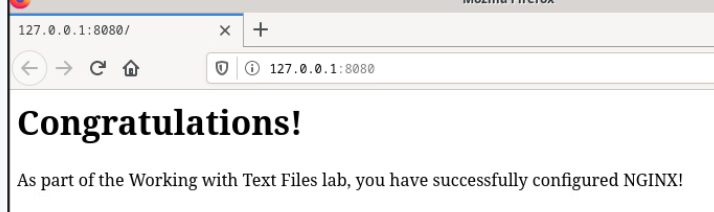 Mozilla Firefox
127.0.0.1:8080/
127.0.0.1:8080
Congratulations!
As part of the Working with Text Files lab, you have successfully configured NGINX!